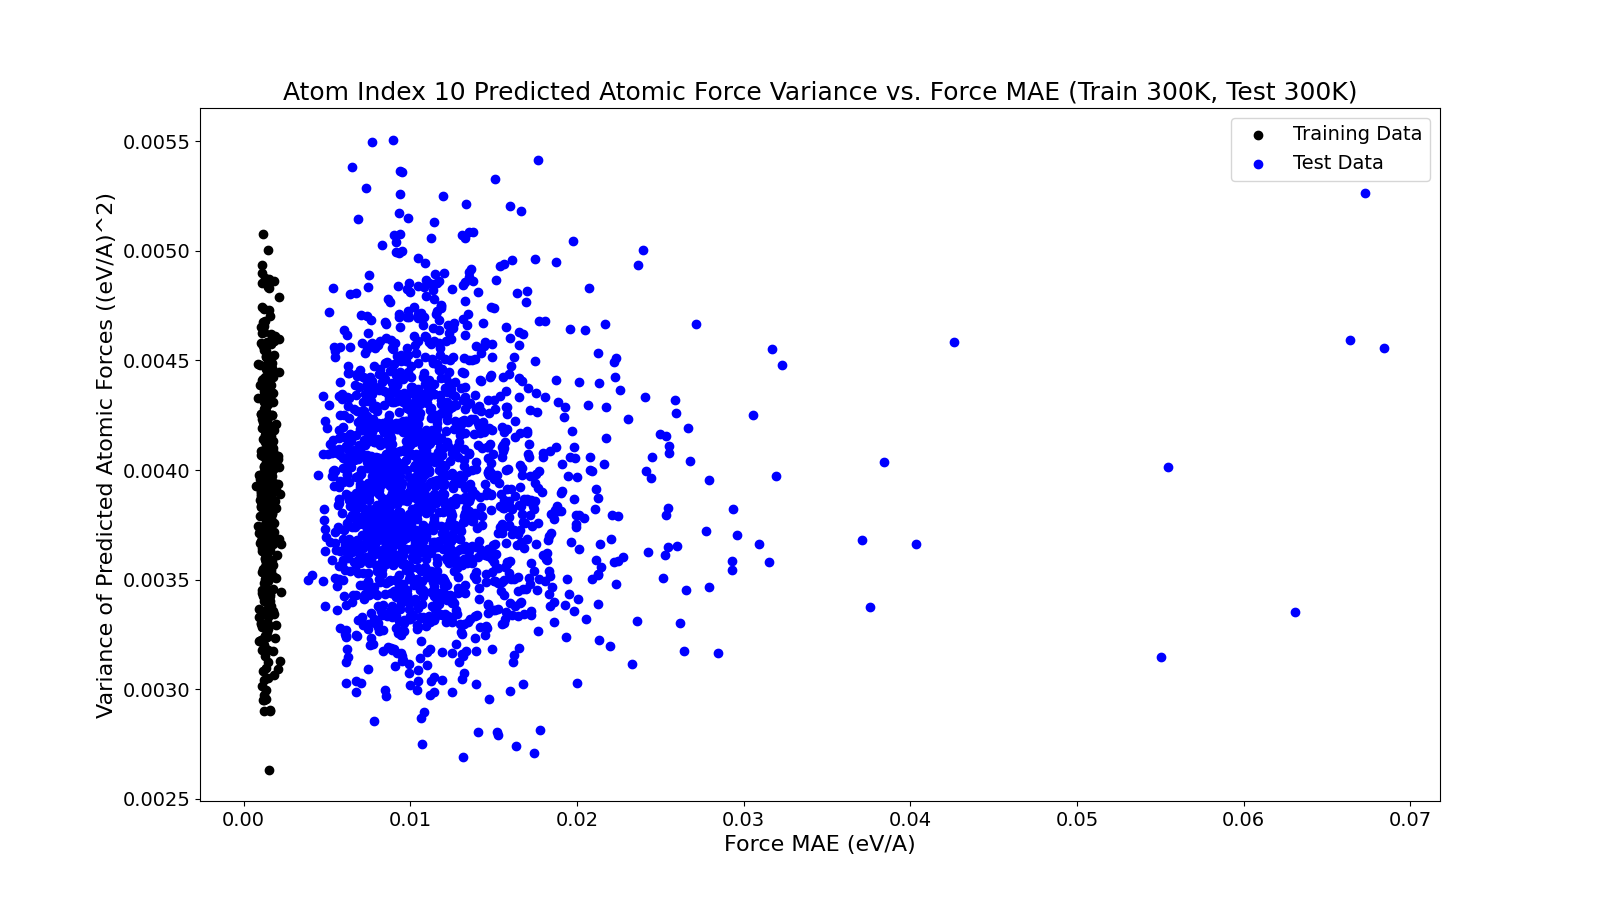 Atom Index 10 Predicted Atomic Force Variance vs. Force MAE (Train 300K, Test 300K)
Training Data
Test Data
Variance of Predicted Atomic Forces ((eV/A)^2)
0.0055
0.0050
0.0045
0.0040
0.0035
0.0030
0.0025
0.00 0.01 0.02 0.03 0.04 0.05 0.06 0.07
Force MAE (eV/A)